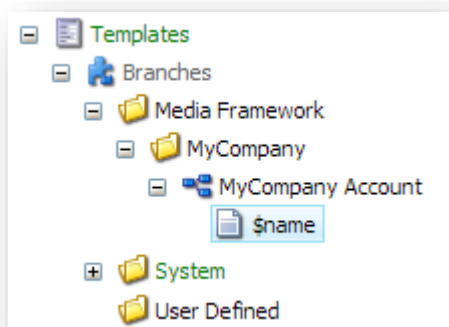 Templates
Branches
Media Framework
MyCompany
MyCompany Account
$name
System
User Defined